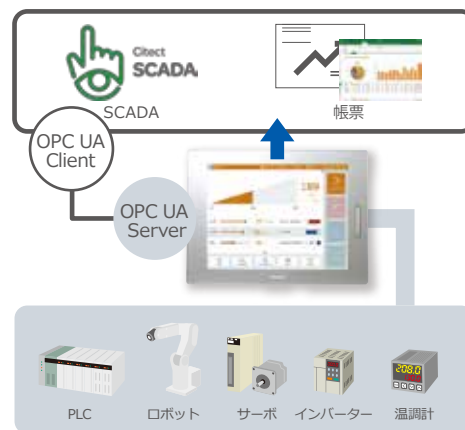 Citect
SCADA
SCADA
帳票
OPC UA
Client
OPC UA
Server
208.0
PLC
ロボット
サーボ
インバーター
温調計